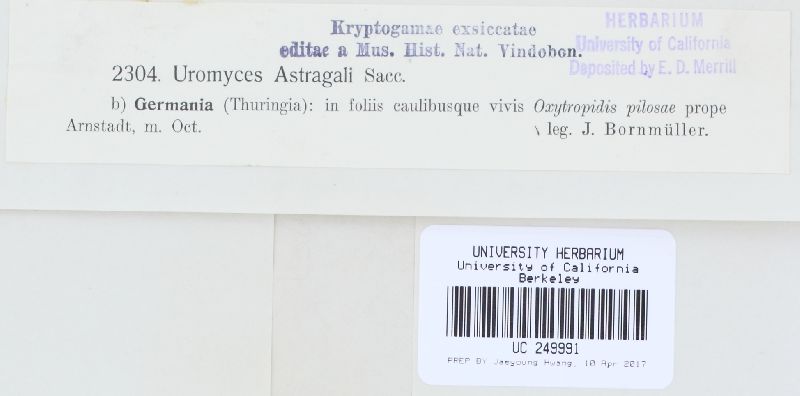 Kryptogamae exsiccatae
editae a Mus. Hist. Nat. Vindobon.
HERBARIUM
University of California
Deposited by E. D. Merrill
2304. Uromyces Astragali Sacc.
b) Germania (Thuringia): in foliis caulibusque vivis Oxytropidis pilosae prope
Arnstadt, m. Oct. leg. J. Bornmüller.
UNIVERSITY HERBARIUM
University of California
Berkeley
UC 249991
PREP BY Jaeyoung Hwang, 10 Apr 2017